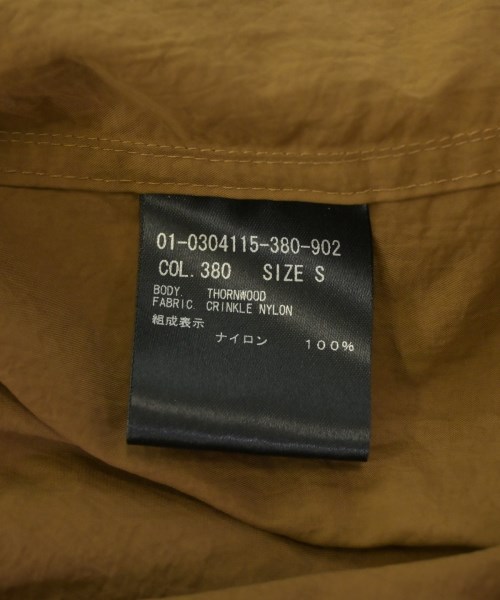 01-0304115-380-902
COL. 380 SIZE S
BODY. THORNWOOD
FABRIC. CRINKLE NYLON
組成表示
ナイロン 100%